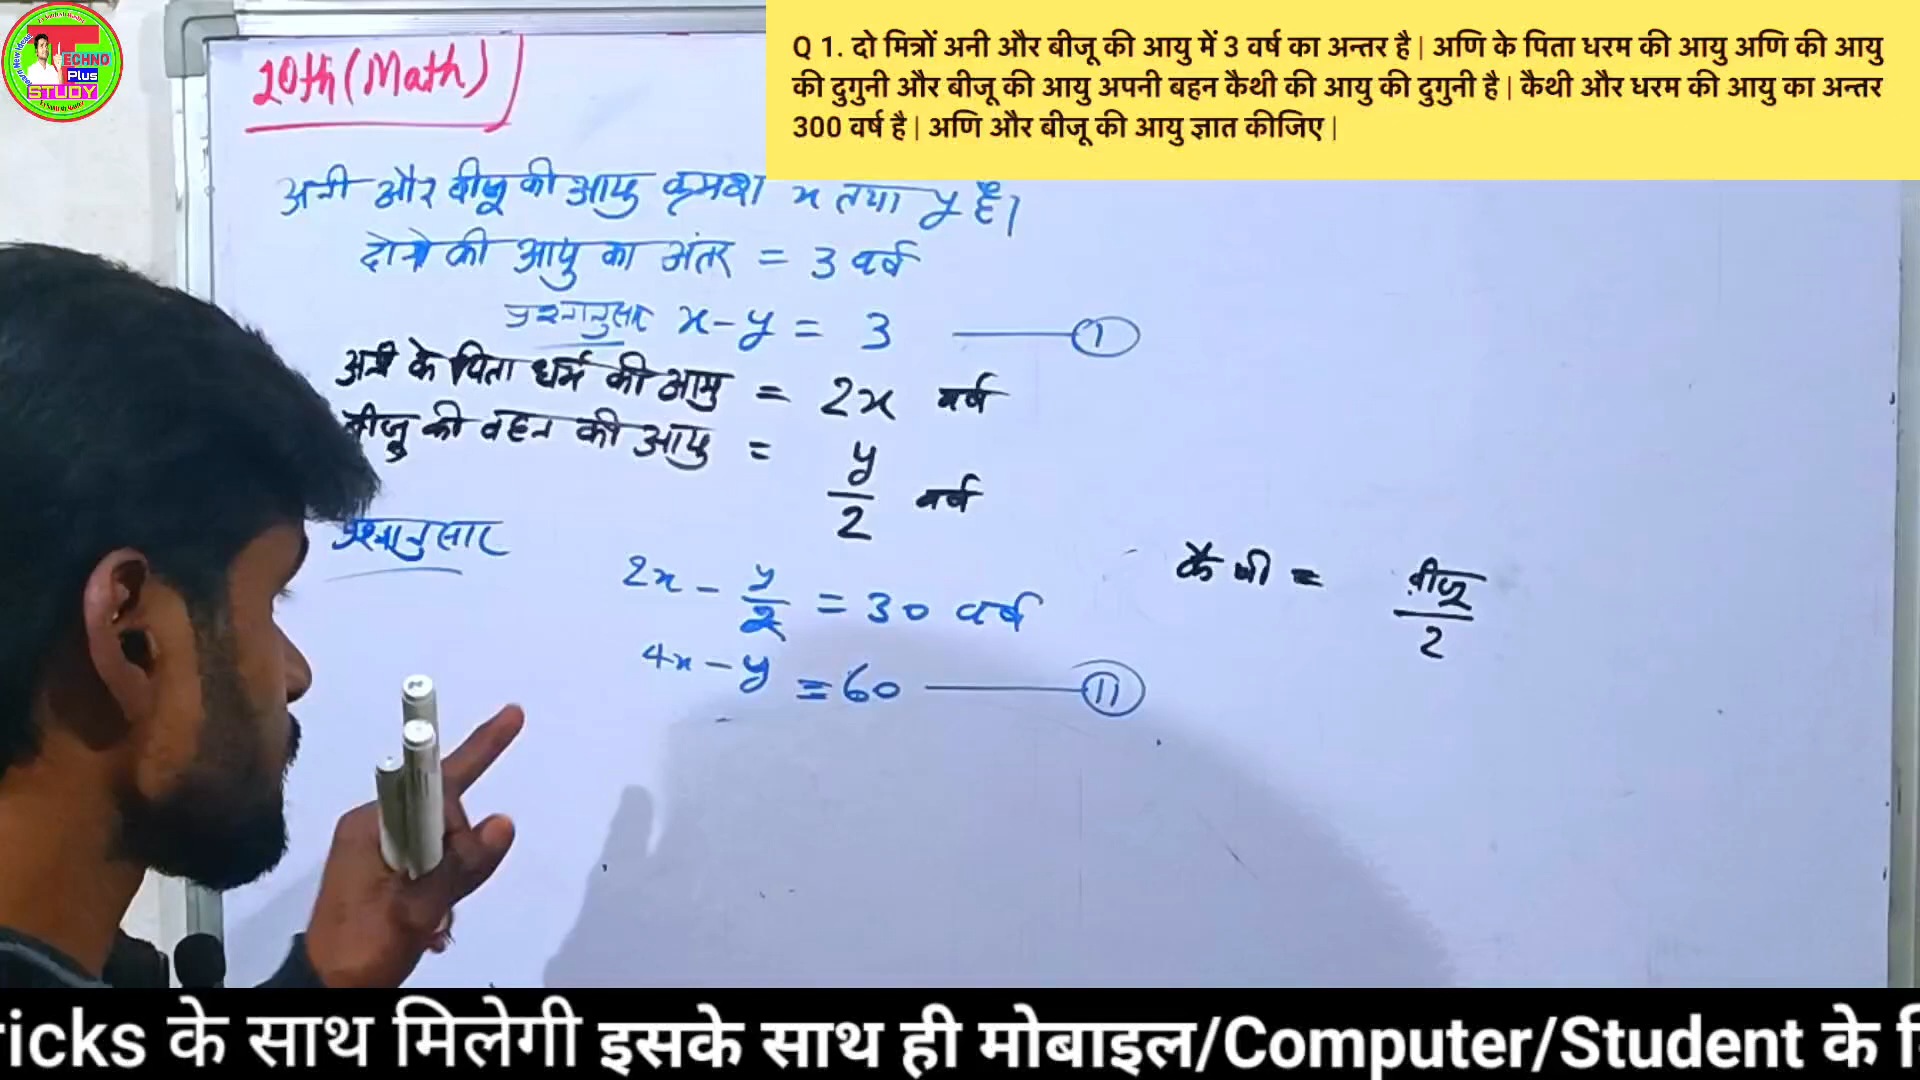 TECHNO
Plus
STUDY
Q 1. दो मित्रों अनी और बीजू की आयु में 3 वर्ष का अन्तर है | अणि के पिता धरम की आयु अणि की आयु
की दुगुनी और बीजू की आयु अपनी बहन कैथी की आयु की दुगुनी है | कैथी और धरम की आयु का अन्तर
300 वर्ष है | अणि और बीजू की आयु ज्ञात कीजिए |
10th (Math)
अनी और बीजू की आयु क्रमशः x तथा y है।
दोनो की आयु का अंतर = 3 वर्ष
प्रश्नानुसार x - y = 3 (I)
अनी के पिता धर्म की आयु = 2x वर्ष
बीजू की बहन की आयु = y/2 वर्ष
प्रश्नानुसार
2x - y/2 = 30 वर्ष
कैथी = बीजू/2
4x - y = 60 (II)
ricks के साथ मिलेगी इसके साथ ही मोबाइल/Computer/Student के